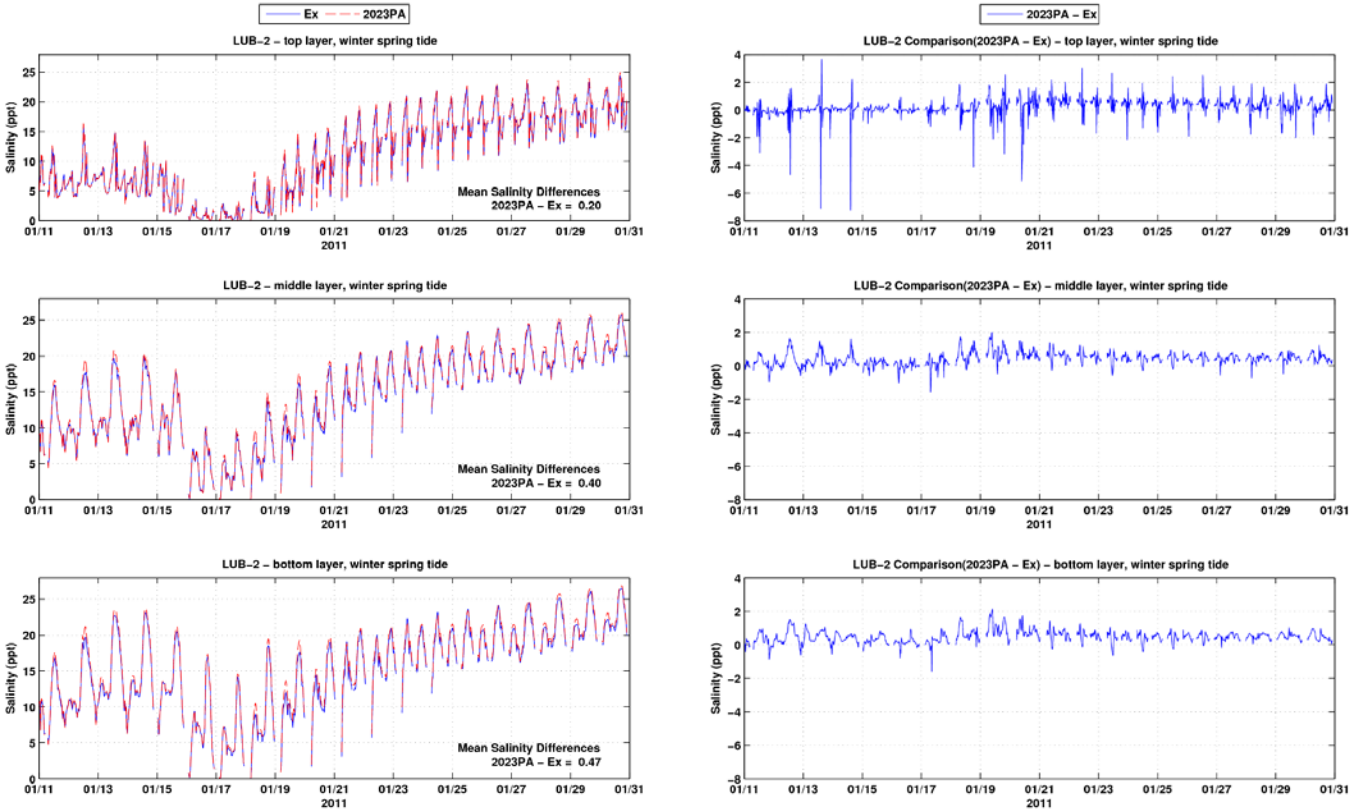 Ex 2023PA
2023PA − Ex
LUB−2 − top layer, winter spring tide
Salinity (ppt)
25
20
15
10
5
0
Mean Salinity Differences
2023PA − Ex = 0.20
01/11 01/13 01/15 01/17 01/19 01/21 01/23 01/25 01/27 01/29 01/31
2011
LUB−2 Comparison(2023PA − Ex) − top layer, winter spring tide
Salinity (ppt)
4
2
0
−2
−4
−6
−8
01/11 01/13 01/15 01/17 01/19 01/21 01/23 01/25 01/27 01/29 01/31
2011
LUB−2 − middle layer, winter spring tide
Salinity (ppt)
25
20
15
10
5
0
Mean Salinity Differences
2023PA − Ex = 0.40
01/11 01/13 01/15 01/17 01/19 01/21 01/23 01/25 01/27 01/29 01/31
2011
LUB−2 Comparison(2023PA − Ex) − middle layer, winter spring tide
Salinity (ppt)
4
2
0
−2
−4
−6
−8
01/11 01/13 01/15 01/17 01/19 01/21 01/23 01/25 01/27 01/29 01/31
2011
LUB−2 − bottom layer, winter spring tide
Salinity (ppt)
25
20
15
10
5
0
Mean Salinity Differences
2023PA − Ex = 0.47
01/11 01/13 01/15 01/17 01/19 01/21 01/23 01/25 01/27 01/29 01/31
2011
LUB−2 Comparison(2023PA − Ex) − bottom layer, winter spring tide
Salinity (ppt)
4
2
0
−2
−4
−6
−8
01/11 01/13 01/15 01/17 01/19 01/21 01/23 01/25 01/27 01/29 01/31
2011